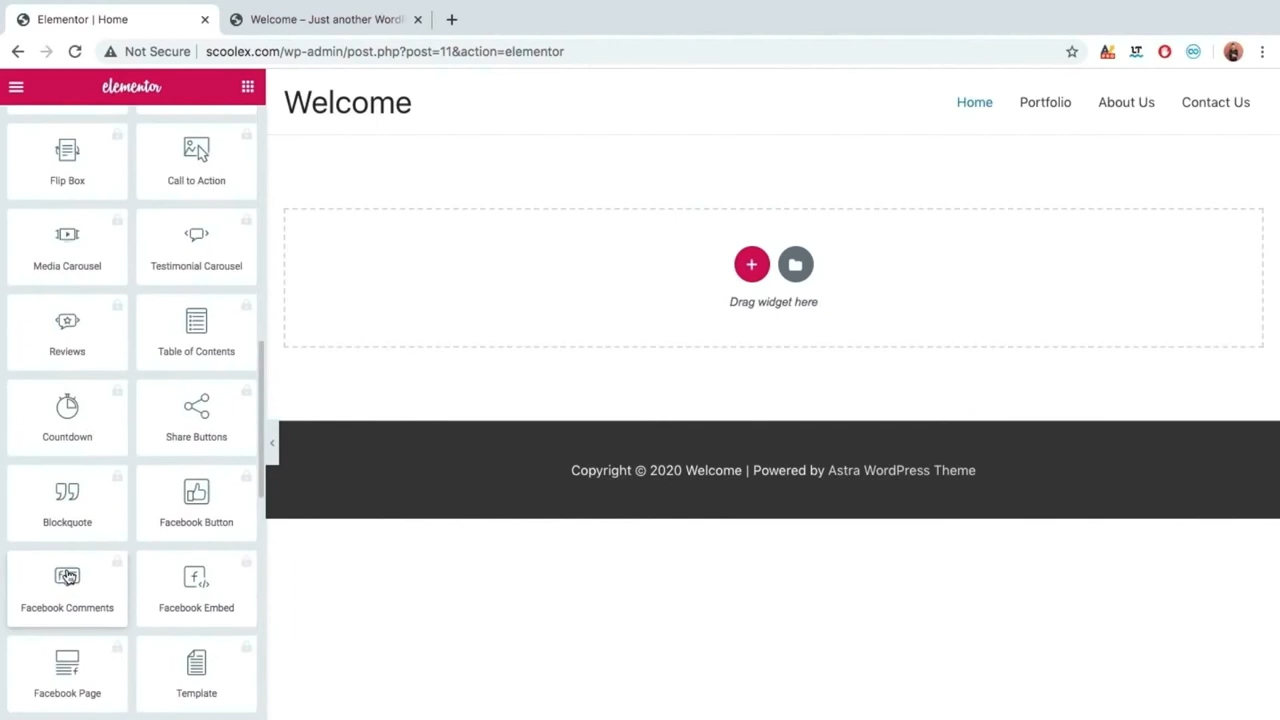 Elementor | Home
Welcome – Just another Word
Not Secure
scoolex.com/wp-admin/post.php?post=11&action=elementor
elementor
Welcome
Home
Portfolio
About Us
Contact Us
Flip Box
Call to Action
Media Carousel
Testimonial Carousel
Reviews
Table of Contents
Countdown
Share Buttons
Blockquote
Facebook Button
Facebook Comments
Facebook Embed
Facebook Page
Template
Drag widget here
Copyright © 2020 Welcome | Powered by Astra WordPress Theme